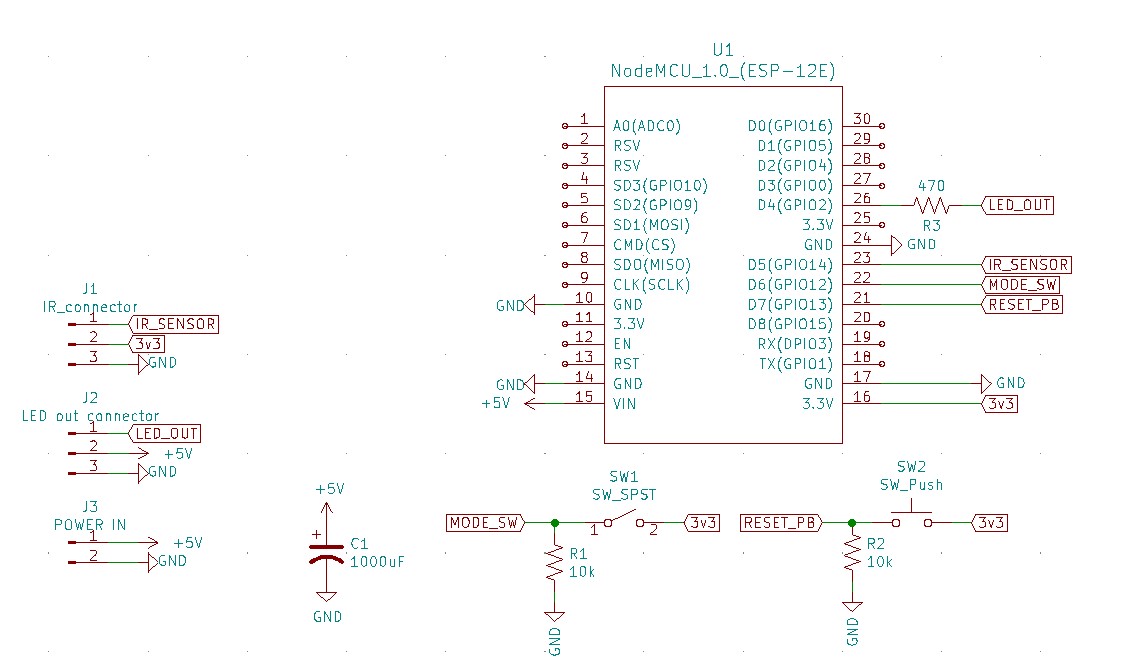 U1
NodeMCU_1.0_(ESP-12E)
1 A0(ADC0) D0(GPIO16) 30
2 RSV D1(GPIO5) 29
3 RSV D2(GPIO4) 28
4 SD3(GPIO10) D3(GPIO0) 27
5 SD2(GPIO9) D4(GPIO2) 26 470 R3 LED_OUT
6 SD1(MOSI) 3.3V 25
7 CMD(CS) GND 24 GND
8 SD0(MISO) D5(GPIO14) 23 IR_SENSOR
9 CLK(SCLK) D6(GPIO12) 22 MODE_SW
GND 10 GND D7(GPIO13) 21 RESET_PB
11 3.3V D8(GPIO15) 20
12 EN RX(DPIO3) 19
13 RST TX(GPIO1) 18
GND 14 GND GND 17 GND
+5V 15 VIN 3.3V 16 3v3
J1
IR_connector
1 IR_SENSOR
2 3v3
3 GND
J2
LED out connector
1 LED_OUT
2 +5V
3 GND
J3
POWER IN
1 +5V
2 GND
+5V
+
C1
1000uF
GND
SW1
SW_SPST
MODE_SW 1 2 3v3
R1
10k
GND
SW2
SW_Push
RESET_PB 3v3
R2
10k
GND